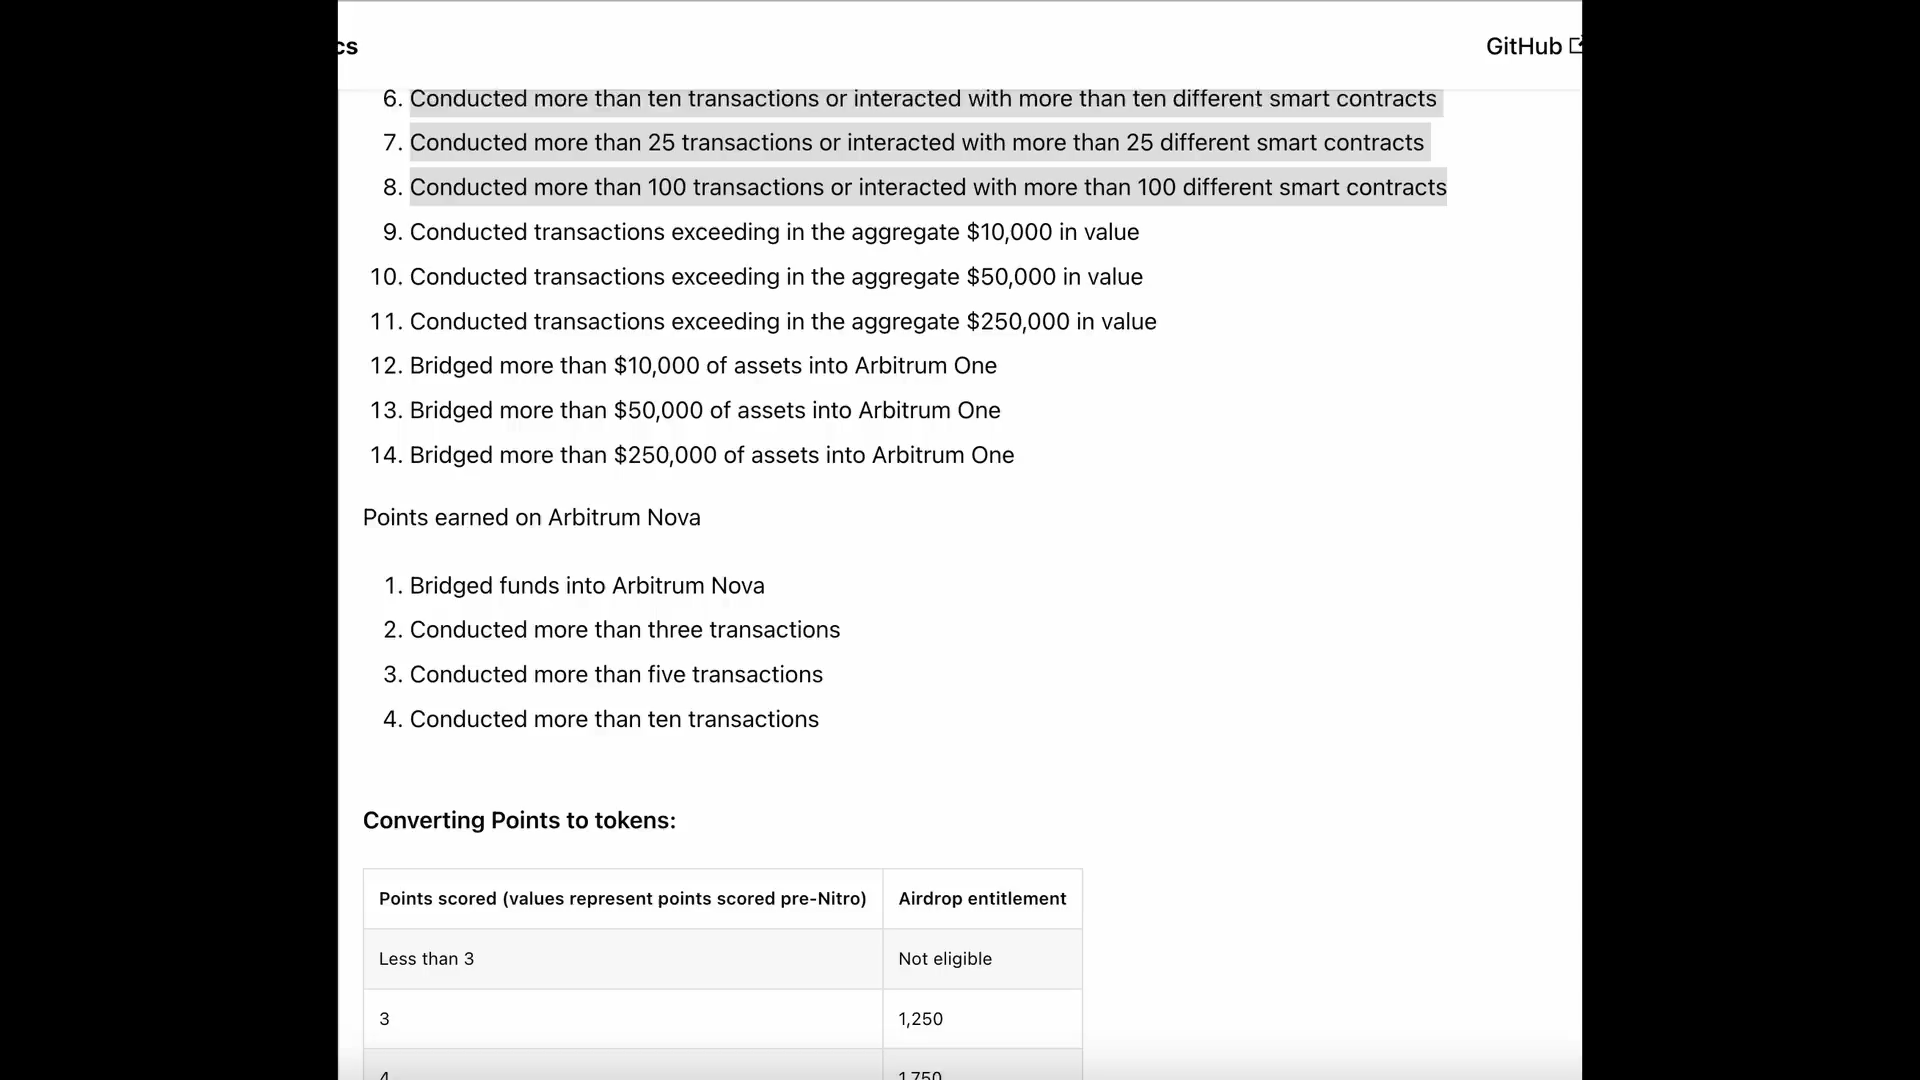 cs
GitHub
6. Conducted more than ten transactions or interacted with more than ten different smart contracts
7. Conducted more than 25 transactions or interacted with more than 25 different smart contracts
8. Conducted more than 100 transactions or interacted with more than 100 different smart contracts
9. Conducted transactions exceeding in the aggregate $10,000 in value
10. Conducted transactions exceeding in the aggregate $50,000 in value
11. Conducted transactions exceeding in the aggregate $250,000 in value
12. Bridged more than $10,000 of assets into Arbitrum One
13. Bridged more than $50,000 of assets into Arbitrum One
14. Bridged more than $250,000 of assets into Arbitrum One
Points earned on Arbitrum Nova
1. Bridged funds into Arbitrum Nova
2. Conducted more than three transactions
3. Conducted more than five transactions
4. Conducted more than ten transactions
Converting Points to tokens:
Points scored (values represent points scored pre-Nitro) Airdrop entitlement
Less than 3 Not eligible
3 1,250
4 1,750